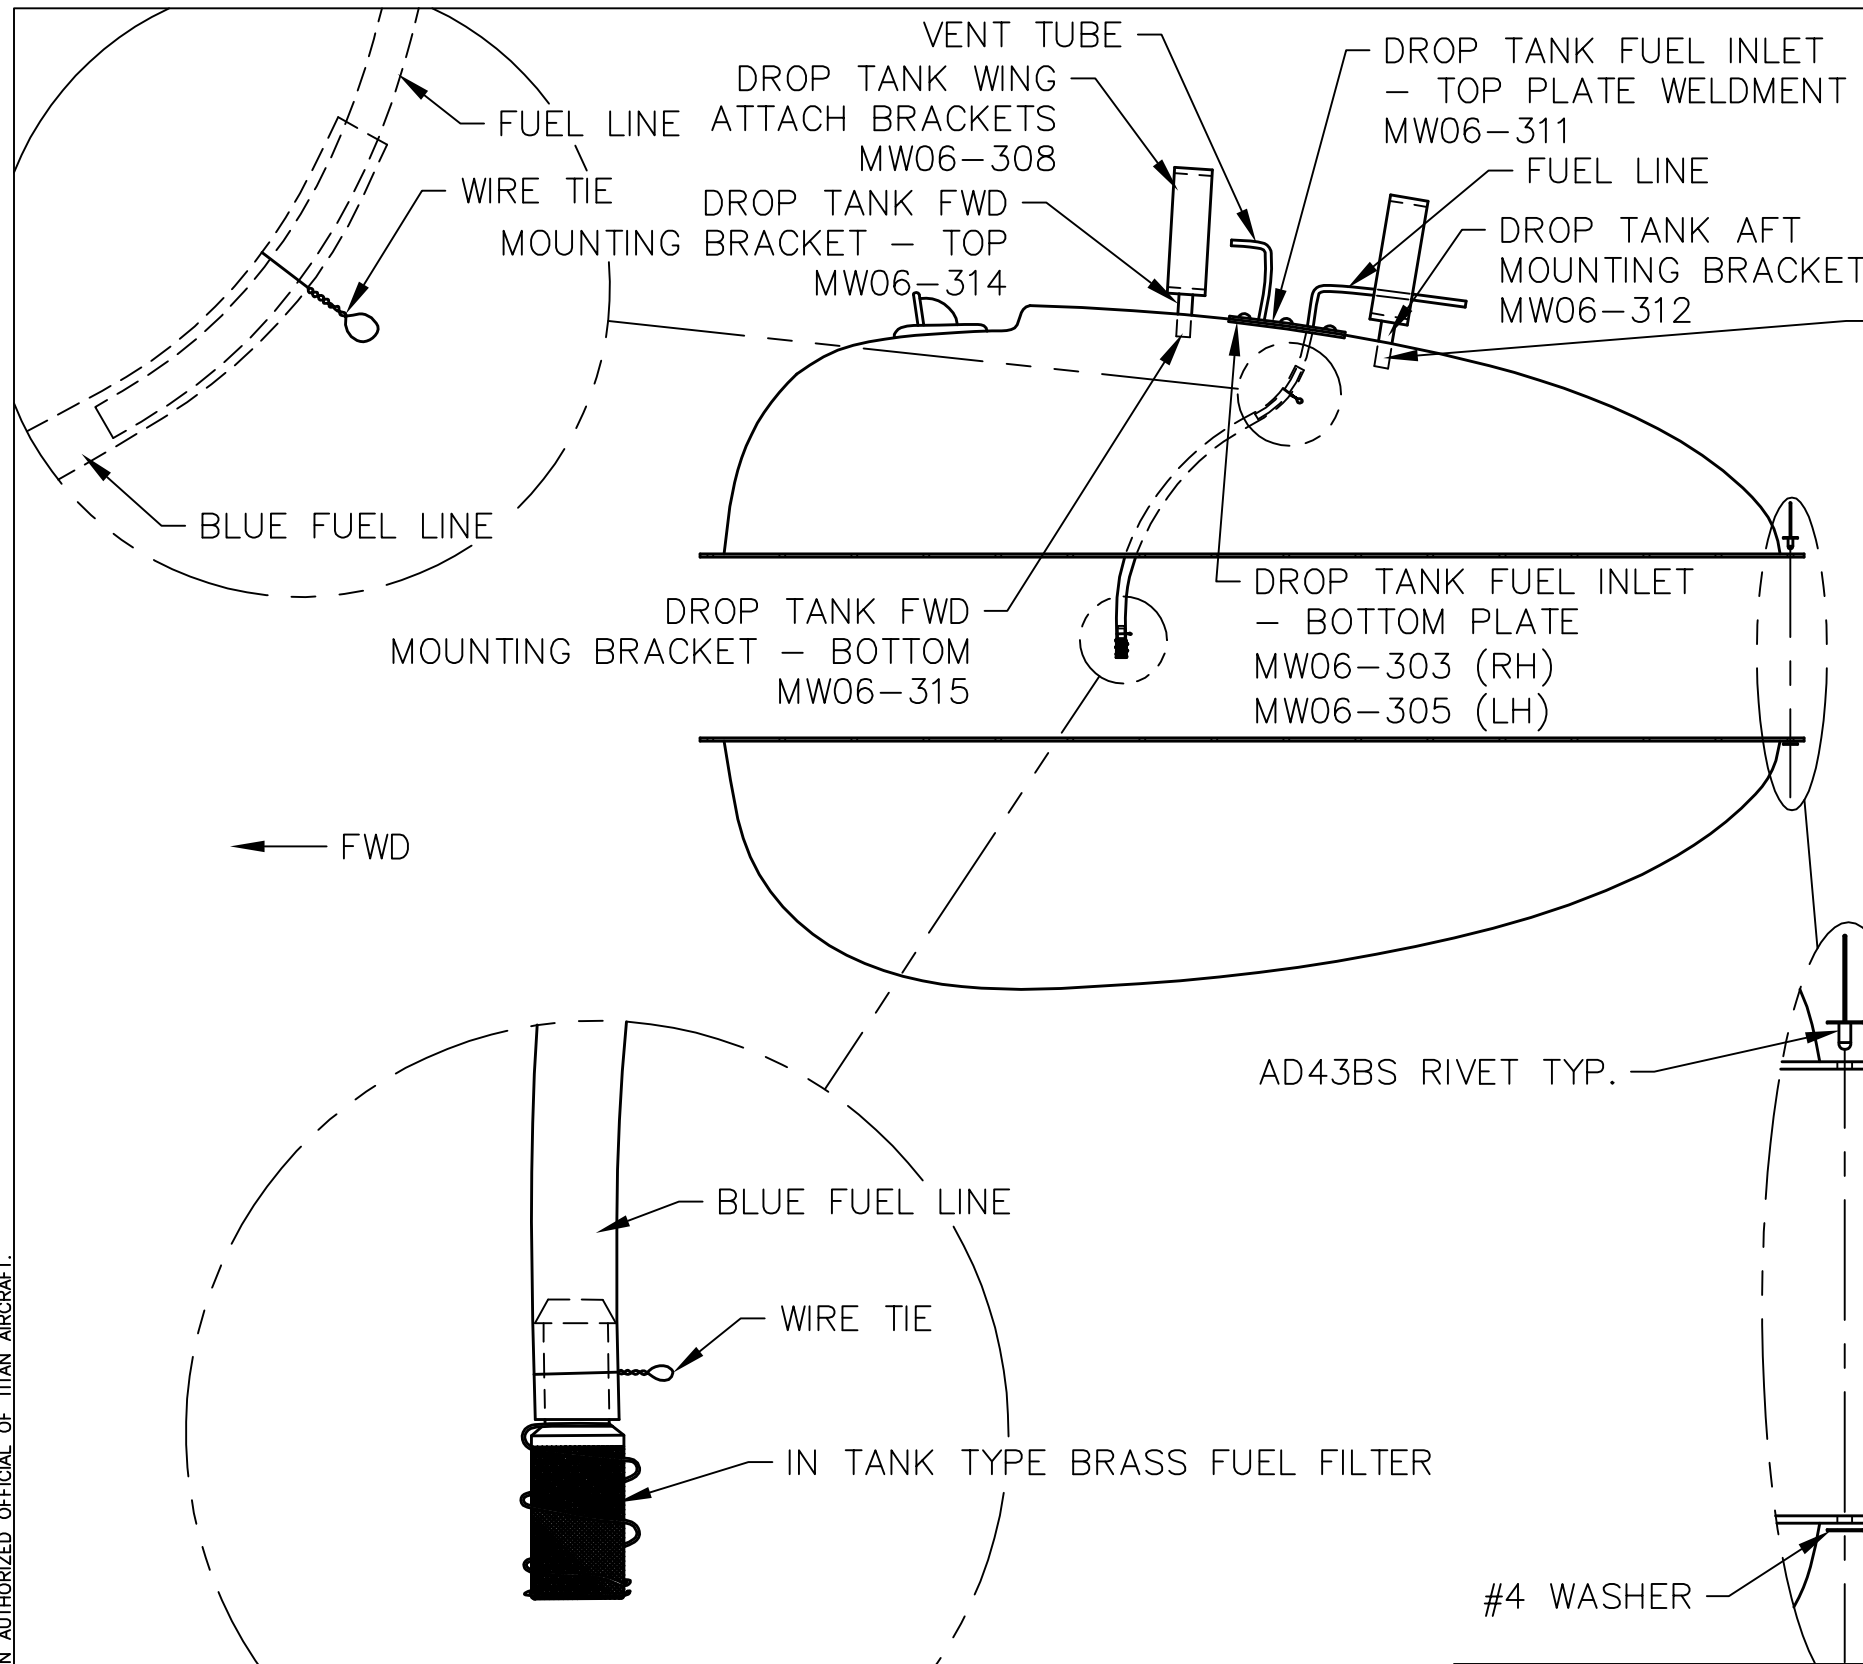 VENT TUBE
DROP TANK WING
ATTACH BRACKETS
MW06-308
DROP TANK FUEL INLET
- TOP PLATE WELDMENT
MW06-311
FUEL LINE
FUEL LINE
WIRE TIE
DROP TANK FWD
MOUNTING BRACKET - TOP
MW06-314
DROP TANK AFT
MOUNTING BRACKET
MW06-312
BLUE FUEL LINE
DROP TANK FWD
MOUNTING BRACKET - BOTTOM
MW06-315
DROP TANK FUEL INLET
- BOTTOM PLATE
MW06-303 (RH)
MW06-305 (LH)
FWD
AD43BS RIVET TYP.
BLUE FUEL LINE
WIRE TIE
IN TANK TYPE BRASS FUEL FILTER
#4 WASHER
AUTHORIZED OFFICIAL OF TITAN AIRCRAFT.